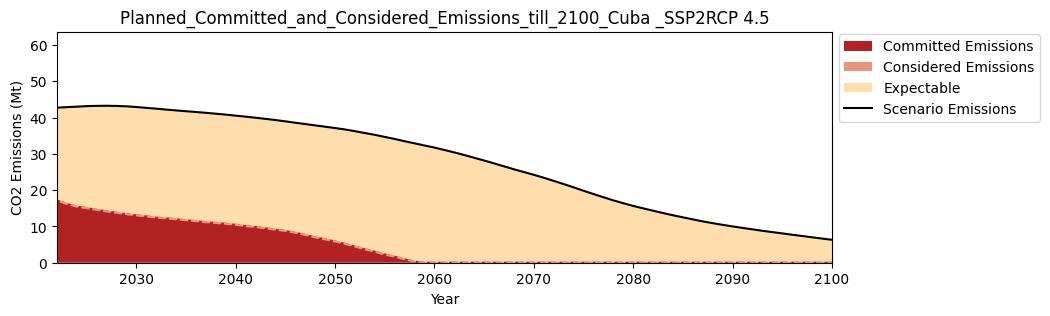 Planned_Committed_and_Considered_Emissions_till_2100_Cuba _SSP2RCP 4.5
60
50
40
30
20
10
0
CO2 Emissions (Mt)
2030
2040
2050
2060
2070
2080
2090
2100
Year
Committed Emissions
Considered Emissions
Expectable
Scenario Emissions